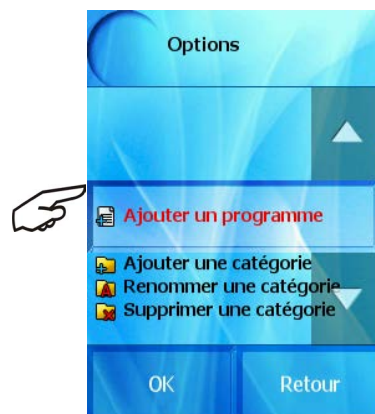 Options
Ajouter un programme
Ajouter une catégorie
Renommer une catégorie
Supprimer une catégorie
OK
Retour